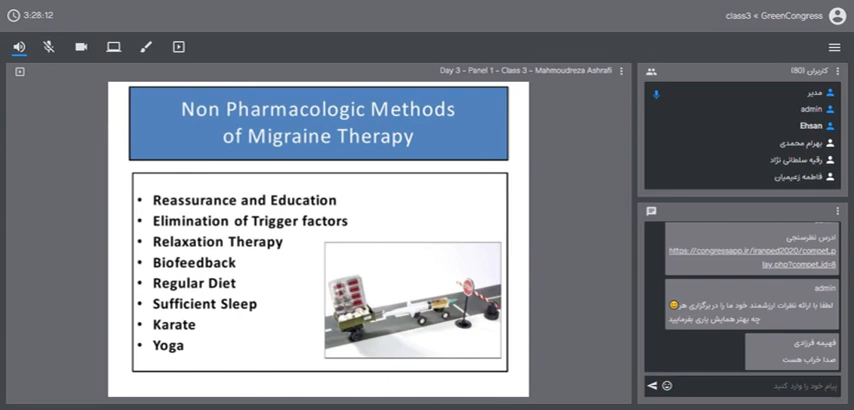 3:28:12
class3 < GreenCongress
Day 3 - Panel 1 - Class 3 - Mahmoudreza Ashrafi
Non Pharmacologic Methods
of Migraine Therapy
• Reassurance and Education
• Elimination of Trigger factors
• Relaxation Therapy
• Biofeedback
• Regular Diet
• Sufficient Sleep
• Karate
• Yoga
کاربران (80)
مدیر
admin
Ehsan
بهرام محمدی
رقیه سلطانی نژاد
فاطمه زعیمیان
ادرس نظرسنجی
https://congressapp.ir/iranped2020/compet.p
lay.php?compet.id=8
admin
لطفا با ارائه نظرات ارزشمند خود ما را در برگزاری هر
چه بهتر همایش یاری بفرمایید
فهیمه فرزادی
صدا خراب هست
پیام خود را وارد کنید